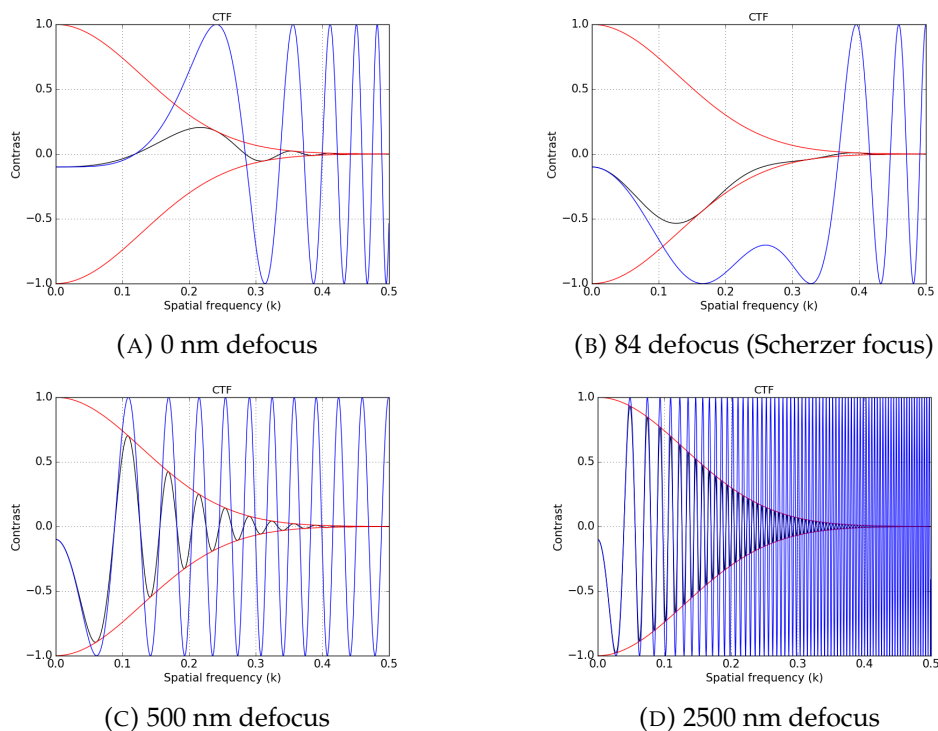 CTF
1.0
0.5
0.0
−0.5
−1.0
Contrast
0.0 0.1 0.2 0.3 0.4 0.5
Spatial frequency (k)
(A) 0 nm defocus
CTF
1.0
0.5
0.0
−0.5
−1.0
Contrast
0.0 0.1 0.2 0.3 0.4 0.5
Spatial frequency (k)
(B) 84 defocus (Scherzer focus)
CTF
1.0
0.5
0.0
−0.5
−1.0
Contrast
0.0 0.1 0.2 0.3 0.4 0.5
Spatial frequency (k)
(C) 500 nm defocus
CTF
1.0
0.5
0.0
−0.5
−1.0
Contrast
0.0 0.1 0.2 0.3 0.4 0.5
Spatial frequency (k)
(D) 2500 nm defocus